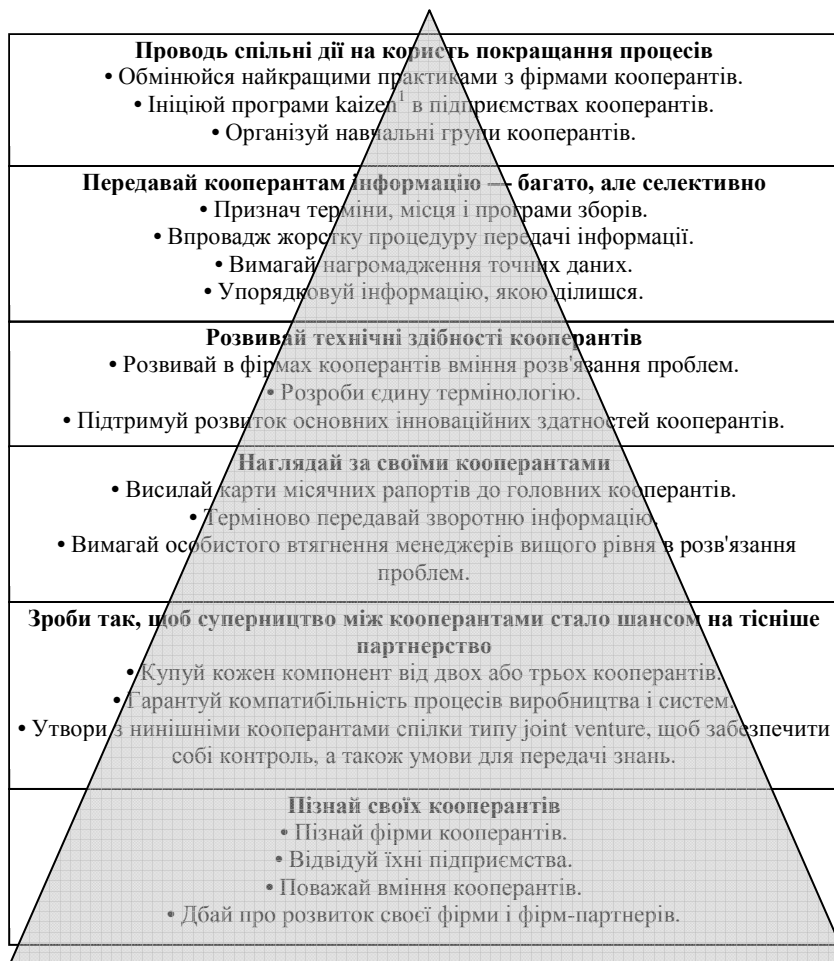 Проводь спільні дії на користь покращання процесів
• Обмінюйся найкращими практиками з фірмами кооперантів.
• Ініціюй програми kaizen¹ в підприємствах кооперантів.
• Організуй навчальні групи кооперантів.
Передавай кооперантам інформацію — багато, але селективно
• Признач терміни, місця і програми зборів.
• Впровадж жорстку процедуру передачі інформації.
• Вимагай нагромадження точних даних.
• Упорядковуй інформацію, якою ділишся.
Розвивай технічні здібності кооперантів
• Розвивай в фірмах кооперантів вміння розв'язання проблем.
• Розроби єдину термінологію.
• Підтримуй розвиток основних інноваційних здатностей кооперантів.
Наглядай за своїми кооперантами
• Висилай карти місячних рапортів до головних кооперантів.
• Терміново передавай зворотню інформацію.
• Вимагай особистого втягнення менеджерів вищого рівня в розв'язання
проблем.
Зроби так, щоб суперництво між кооперантами стало шансом на тісніше
партнерство
• Купуй кожен компонент від двох або трьох кооперантів.
• Гарантуй компатибільність процесів виробництва і систем.
• Утвори з нинішніми кооперантами спілки типу joint venture, щоб забезпечити
собі контроль, а також умови для передачі знань.
Пізнай своїх кооперантів
• Пізнай фірми кооперантів.
• Відвідуй їхні підприємства.
• Поважай вміння кооперантів.
• Дбай про розвиток своєї фірми і фірм-партнерів.